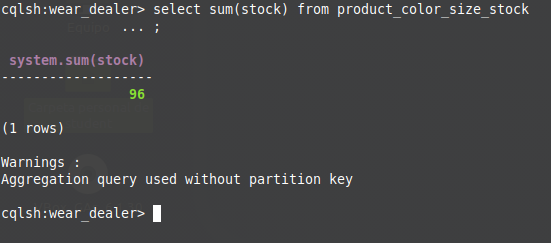 cqlsh:wear_dealer> select sum(stock) from product_color_size_stock
... ;
system.sum(stock)
-------------------
96
(1 rows)
Warnings :
Aggregation query used without partition key
cqlsh:wear_dealer>